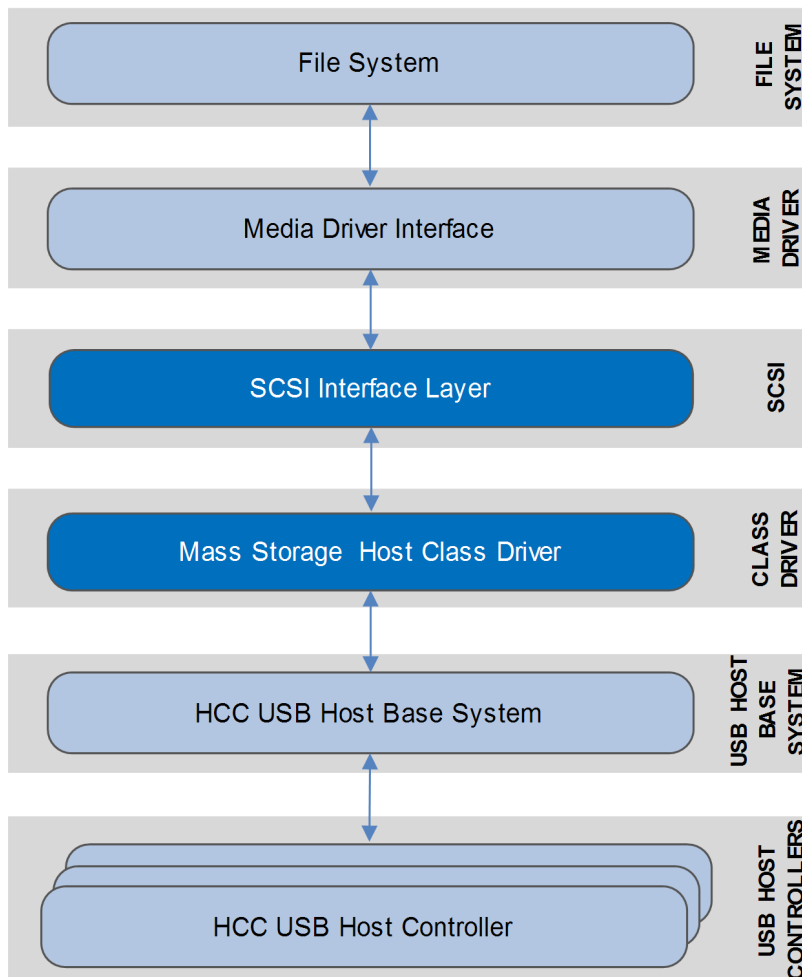 File System
FILE
SYSTEM
Media Driver Interface
MEDIA
DRIVER
SCSI Interface Layer
SCSI
Mass Storage Host Class Driver
CLASS
DRIVER
HCC USB Host Base System
USB HOST
BASE
SYSTEM
HCC USB Host Controller
USB HOST
CONTROLLERS